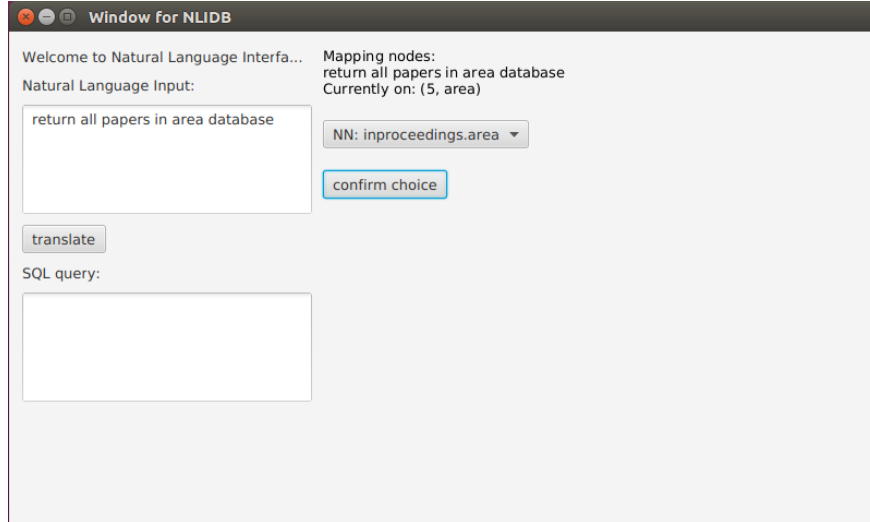 Window for NLIDB
Welcome to Natural Language Interfa...
Natural Language Input:
return all papers in area database
translate
SQL query:
Mapping nodes:
return all papers in area database
Currently on: (5, area)
NN: inproceedings.area
confirm choice